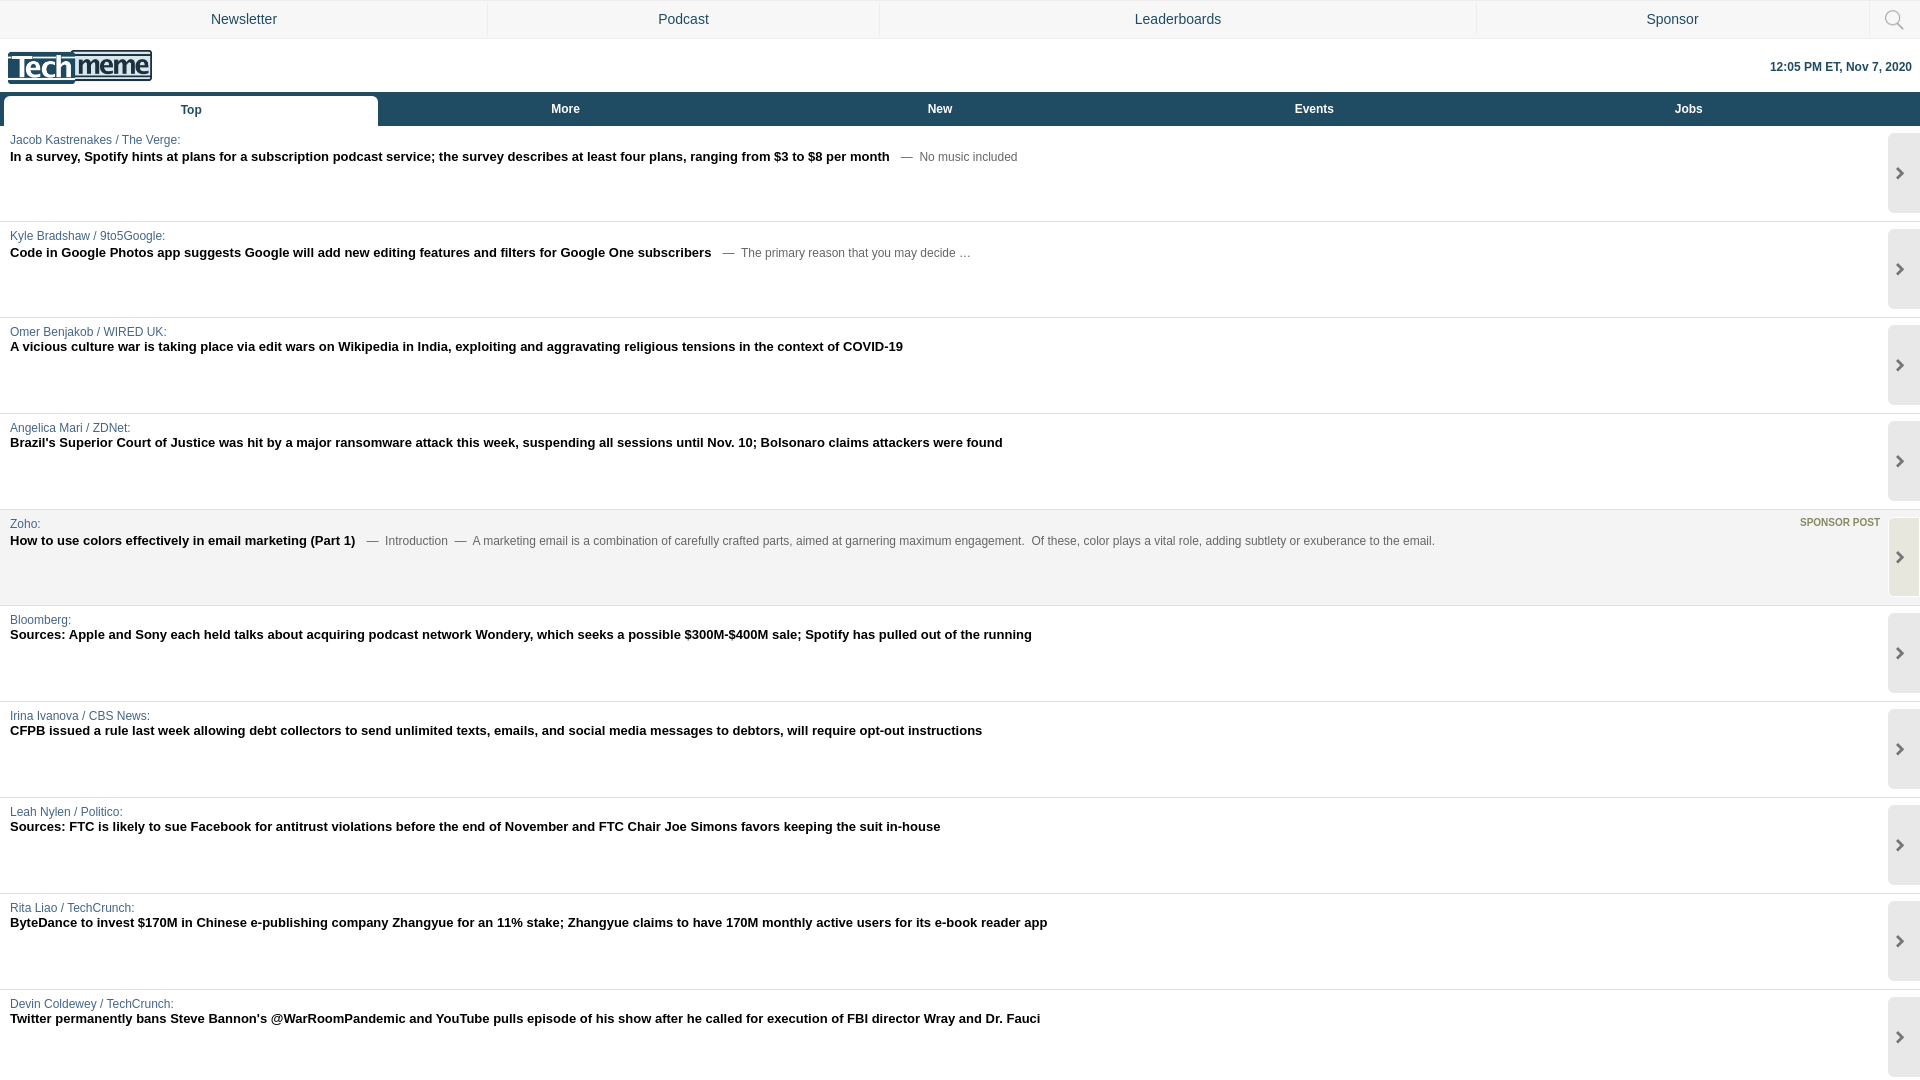 Newsletter Podcast Leaderboards Sponsor
Techmeme 12:05 PM ET, Nov 7, 2020
Top More New Events Jobs
Jacob Kastrenakes / The Verge:
In a survey, Spotify hints at plans for a subscription podcast service; the survey describes at least four plans, ranging from $3 to $8 per month — No music included
Kyle Bradshaw / 9to5Google:
Code in Google Photos app suggests Google will add new editing features and filters for Google One subscribers — The primary reason that you may decide …
Omer Benjakob / WIRED UK:
A vicious culture war is taking place via edit wars on Wikipedia in India, exploiting and aggravating religious tensions in the context of COVID-19
Angelica Mari / ZDNet:
Brazil's Superior Court of Justice was hit by a major ransomware attack this week, suspending all sessions until Nov. 10; Bolsonaro claims attackers were found
Zoho: SPONSOR POST
How to use colors effectively in email marketing (Part 1) — Introduction — A marketing email is a combination of carefully crafted parts, aimed at garnering maximum engagement. Of these, color plays a vital role, adding subtlety or exuberance to the email.
Bloomberg:
Sources: Apple and Sony each held talks about acquiring podcast network Wondery, which seeks a possible $300M-$400M sale; Spotify has pulled out of the running
Irina Ivanova / CBS News:
CFPB issued a rule last week allowing debt collectors to send unlimited texts, emails, and social media messages to debtors, will require opt-out instructions
Leah Nylen / Politico:
Sources: FTC is likely to sue Facebook for antitrust violations before the end of November and FTC Chair Joe Simons favors keeping the suit in-house
Rita Liao / TechCrunch:
ByteDance to invest $170M in Chinese e-publishing company Zhangyue for an 11% stake; Zhangyue claims to have 170M monthly active users for its e-book reader app
Devin Coldewey / TechCrunch:
Twitter permanently bans Steve Bannon's @WarRoomPandemic and YouTube pulls episode of his show after he called for execution of FBI director Wray and Dr. Fauci